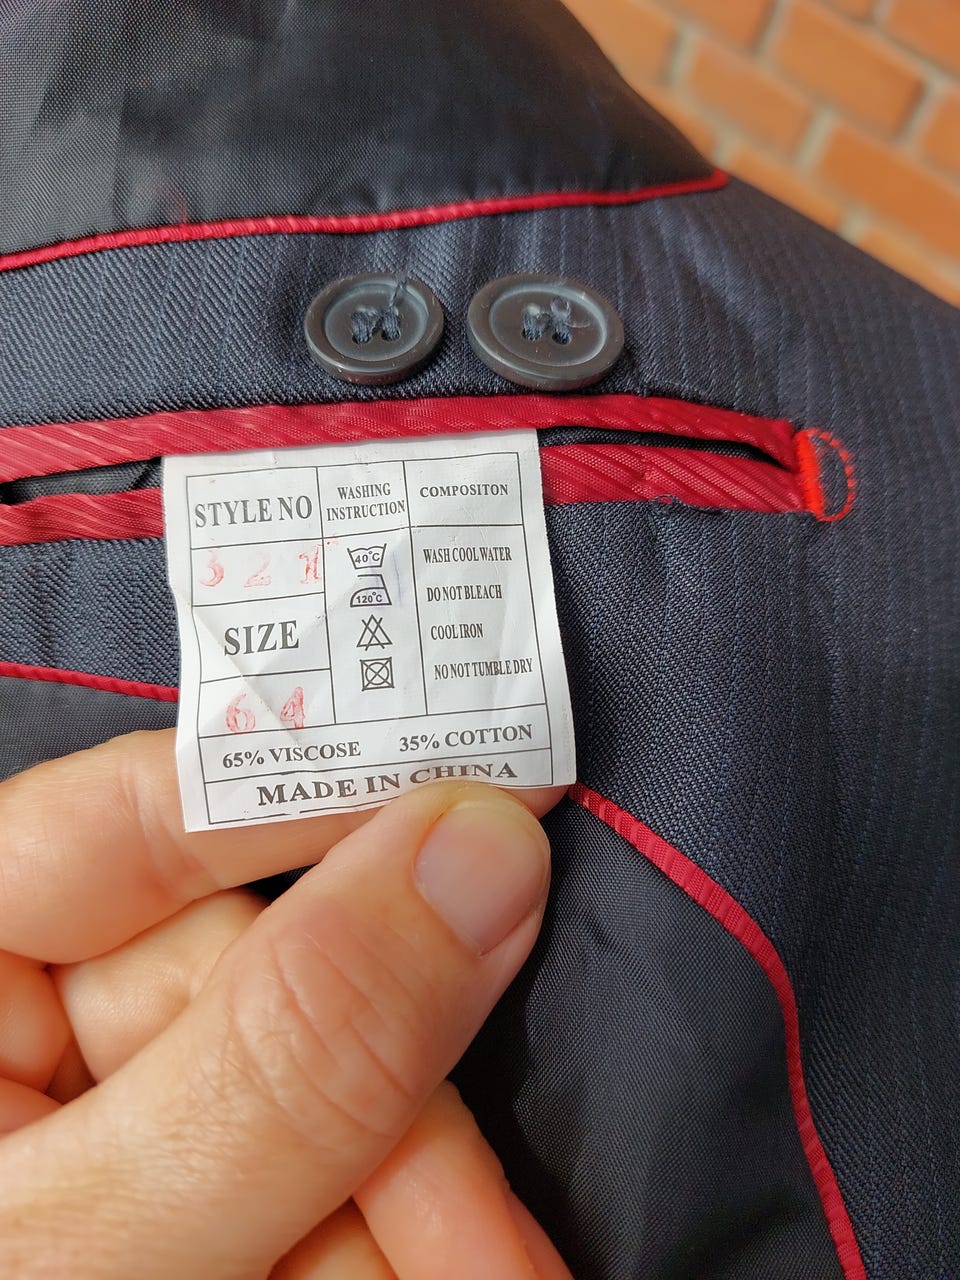 STYLE NO
WASHING
INSTRUCTION
COMPOSITON
321
40°C
WASH COOL WATER
120°C
DO NOT BLEACH
SIZE
COOL IRON
NO NOT TUMBLE DRY
64
65% VISCOSE 35% COTTON
MADE IN CHINA